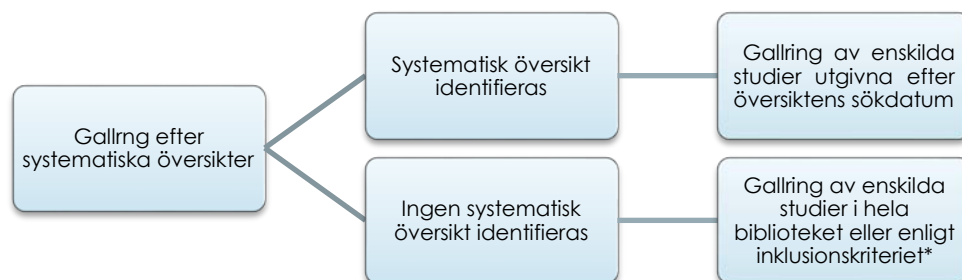 Gallrng efter
systematiska översikter
Systematisk översikt
identifieras
Gallring av enskilda
studier utgivna efter
översiktens sökdatum
Ingen systematisk
översikt identifieras
Gallring av enskilda
studier i hela
biblioteket eller enligt
inklusionskriteriet*